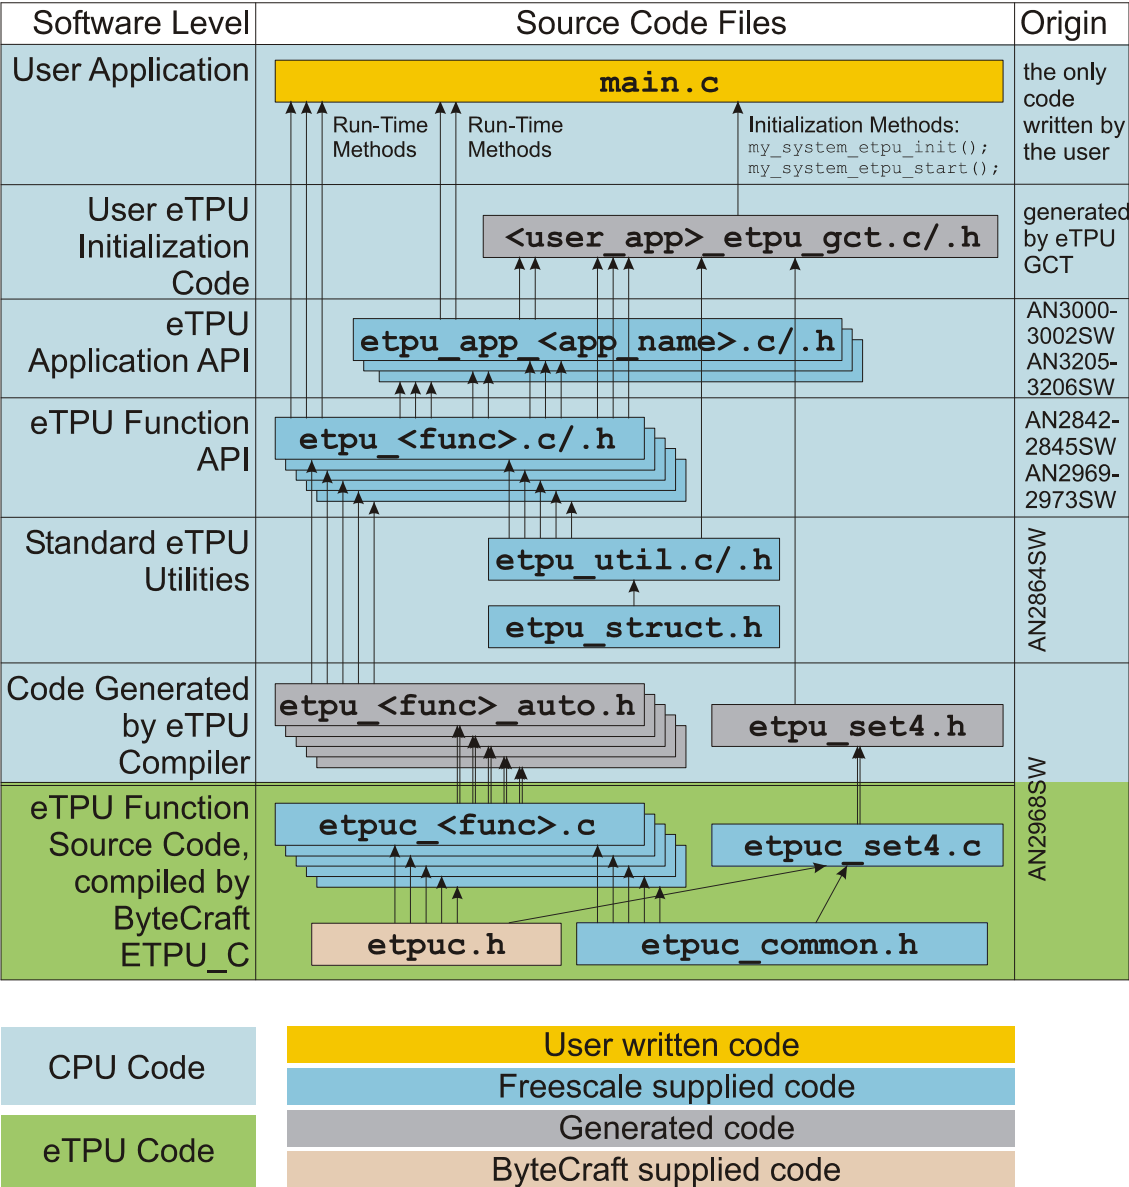 Software Level
Source Code Files
Origin
User Application
main.c
the only
code
written by
the user
Run-Time
Methods
Run-Time
Methods
Initialization Methods:
my_system_etpu_init();
my_system_etpu_start();
User eTPU
Initialization
Code
<user_app>_etpu_gct.c/.h
generated
by eTPU
GCT
eTPU
Application API
etpu_app_<app_name>.c/.h
AN3000-
3002SW
AN3205-
3206SW
eTPU Function
API
etpu_<func>.c/.h
AN2842-
2845SW
AN2969-
2973SW
Standard eTPU
Utilities
etpu_util.c/.h
etpu_struct.h
AN2864SW
Code Generated
by eTPU
Compiler
etpu_<func>_auto.h
etpu_set4.h
AN2968SW
eTPU Function
Source Code,
compiled by
ByteCraft
ETPU_C
etpuc_<func>.c
etpuc_set4.c
etpuc.h
etpuc_common.h
CPU Code
eTPU Code
User written code
Freescale supplied code
Generated code
ByteCraft supplied code